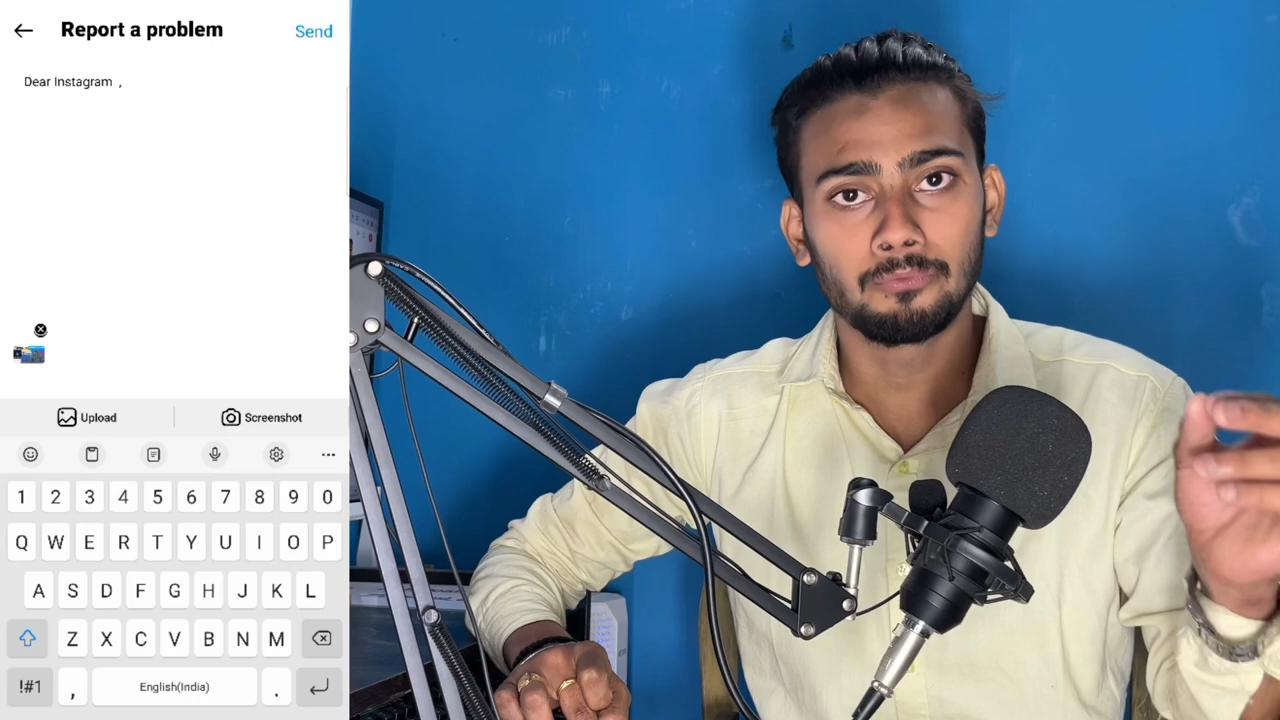 Report a problem
Send
Dear Instagram ,
Upload
Screenshot
1 2 3 4 5 6 7 8 9 0
Q W E R T Y U I O P
A S D F G H J K L
Z X C V B N M
!#1 , English(India) .